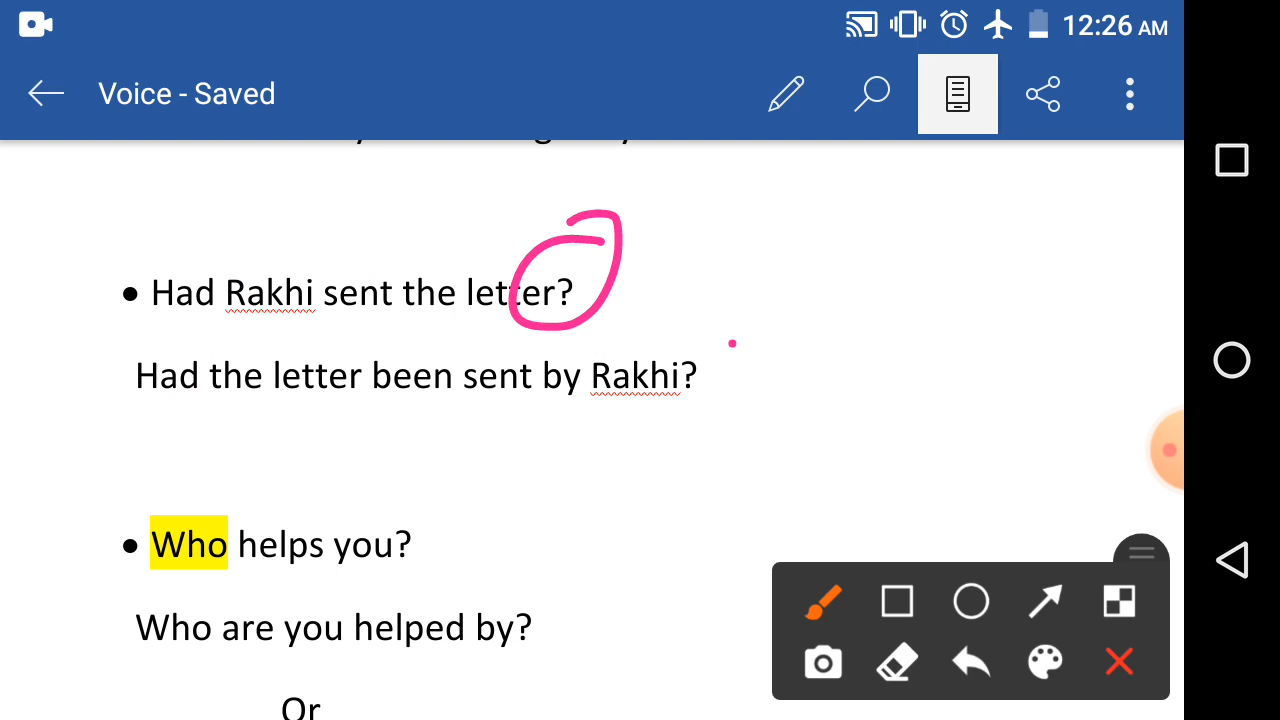 12:26 AM
Voice - Saved
• Had Rakhi sent the letter?
Had the letter been sent by Rakhi?
• Who helps you?
Who are you helped by?
Or